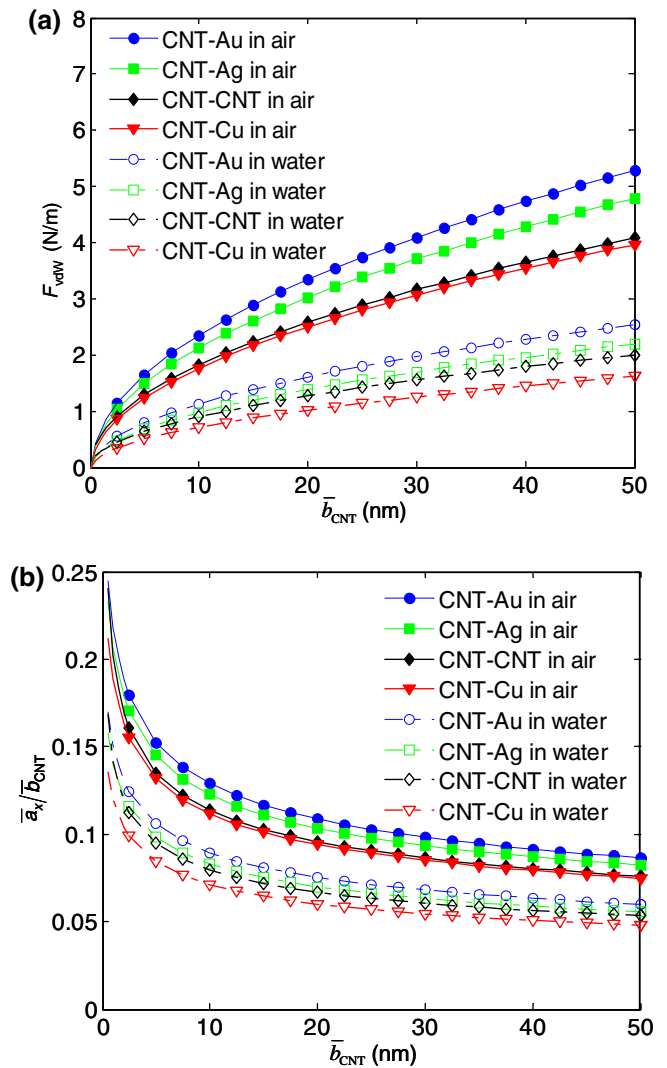 (a)
8
7
6
5
4
3
2
1
0
F_vdW (N/m)
CNT-Au in air
CNT-Ag in air
CNT-CNT in air
CNT-Cu in air
CNT-Au in water
CNT-Ag in water
CNT-CNT in water
CNT-Cu in water
0 10 20 30 40 50
b̅_CNT (nm)
(b)
0.25
0.2
0.15
0.1
0.05
0
a̅_x/b̅_CNT
CNT-Au in air
CNT-Ag in air
CNT-CNT in air
CNT-Cu in air
CNT-Au in water
CNT-Ag in water
CNT-CNT in water
CNT-Cu in water
0 10 20 30 40 50
b̅_CNT (nm)